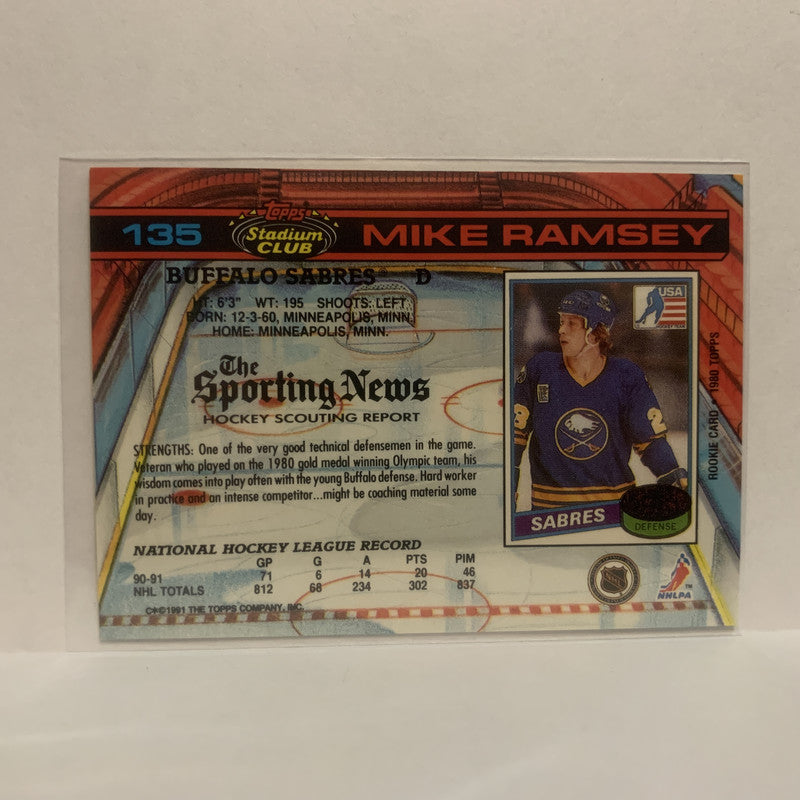 135
Topps
Stadium
CLUB
MIKE RAMSEY
BUFFALO SABRES® D
HT: 6'3" WT: 195 SHOOTS: LEFT
BORN: 12-3-60, MINNEAPOLIS, MINN.
HOME: MINNEAPOLIS, MINN.
The
Sporting News
HOCKEY SCOUTING REPORT
STRENGTHS: One of the very good technical defensemen in the game.
Veteran who played on the 1980 gold medal winning Olympic team, his
wisdom comes into play often with the young Buffalo defense. Hard worker
in practice and an intense competitor...might be coaching material some
day.
NATIONAL HOCKEY LEAGUE RECORD
GP G A PTS PIM
90-91 71 6 14 20 46
NHL TOTALS 812 68 234 302 837
C*©1991 THE TOPPS COMPANY, INC.
USA
SABRES
DEFENSE
ROOKIE CARD • 1980 TOPPS
NHL
NHLPA
™